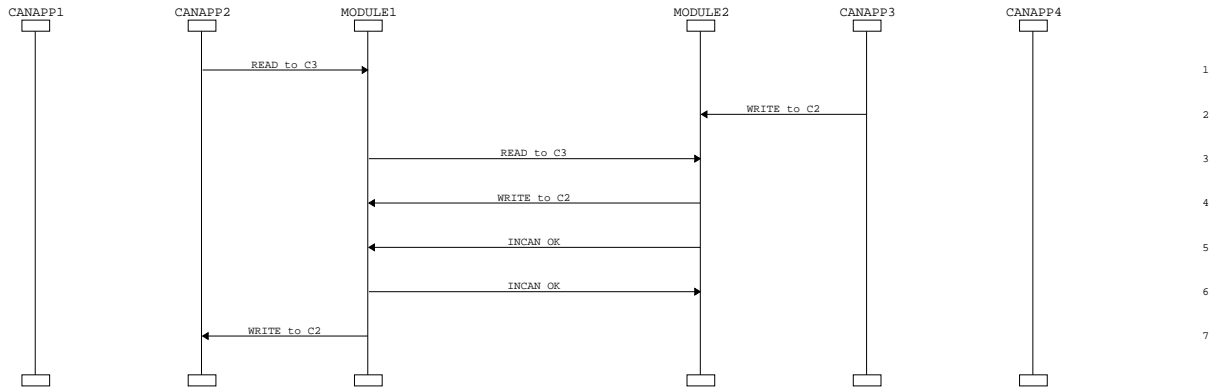 CANAPP1 CANAPP2 MODULE1 MODULE2 CANAPP3 CANAPP4
READ to C3 1
WRITE to C2 2
READ to C3 3
WRITE to C2 4
INCAN OK 5
INCAN OK 6
WRITE to C2 7